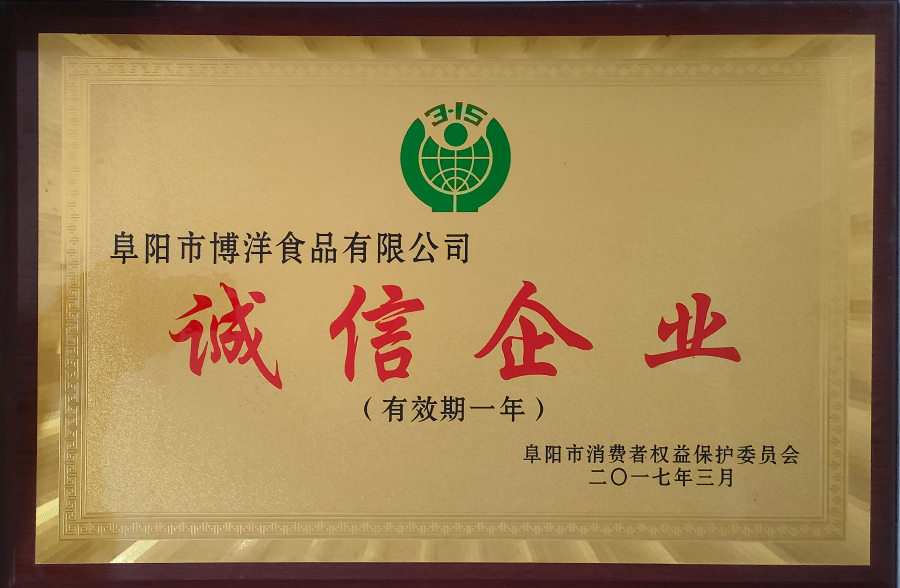 3·15
阜阳市博洋食品有限公司
诚信企业
（有效期一年）
阜阳市消费者权益保护委员会
二〇一七年三月